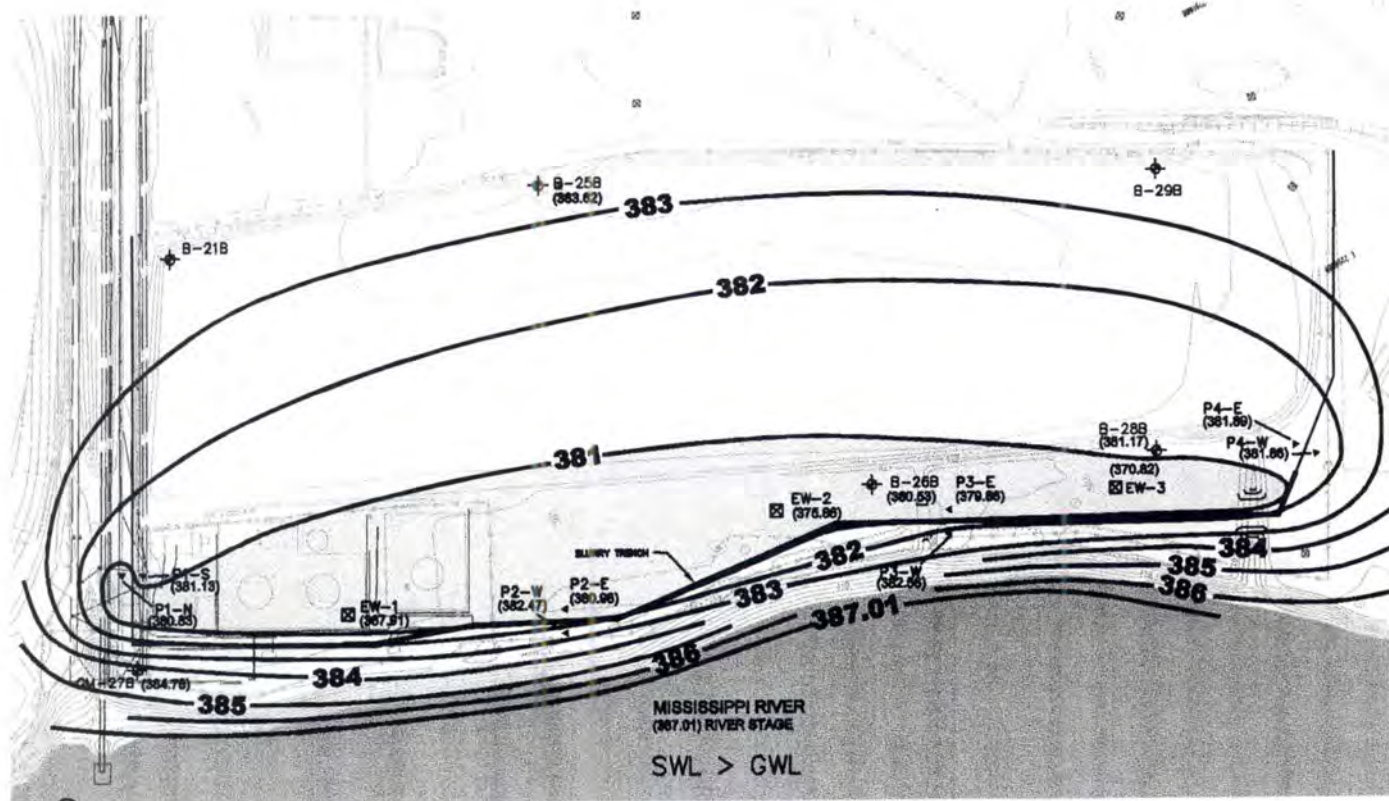 B-25B
(383.62)
383
B-29B
B-21B
382
P4-E
(381.89)
B-28B
(381.17)
P4-W
(381.86)
381
(370.82)
EW-3
B-26B
(380.53)
P3-E
(379.86)
EW-2
(375.86)
SLURRY TRENCH
382
384
385
P1-S
(381.13)
P2-E
(380.98)
P2-W
(382.47)
P3-W
(382.56)
383
386
P1-N
(380.83)
EW-1
(367.91)
387.01
386
384
CM-27B (384.78)
385
MISSISSIPPI RIVER
(387.01) RIVER STAGE
SWL > GWL